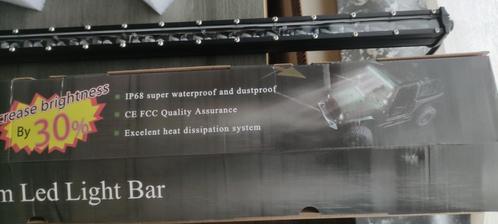 crease brightness
By 30%
IP68 super waterproof and dustproof
CE FCC Quality Assurance
Excelent heat dissipation system
m Led Light Bar